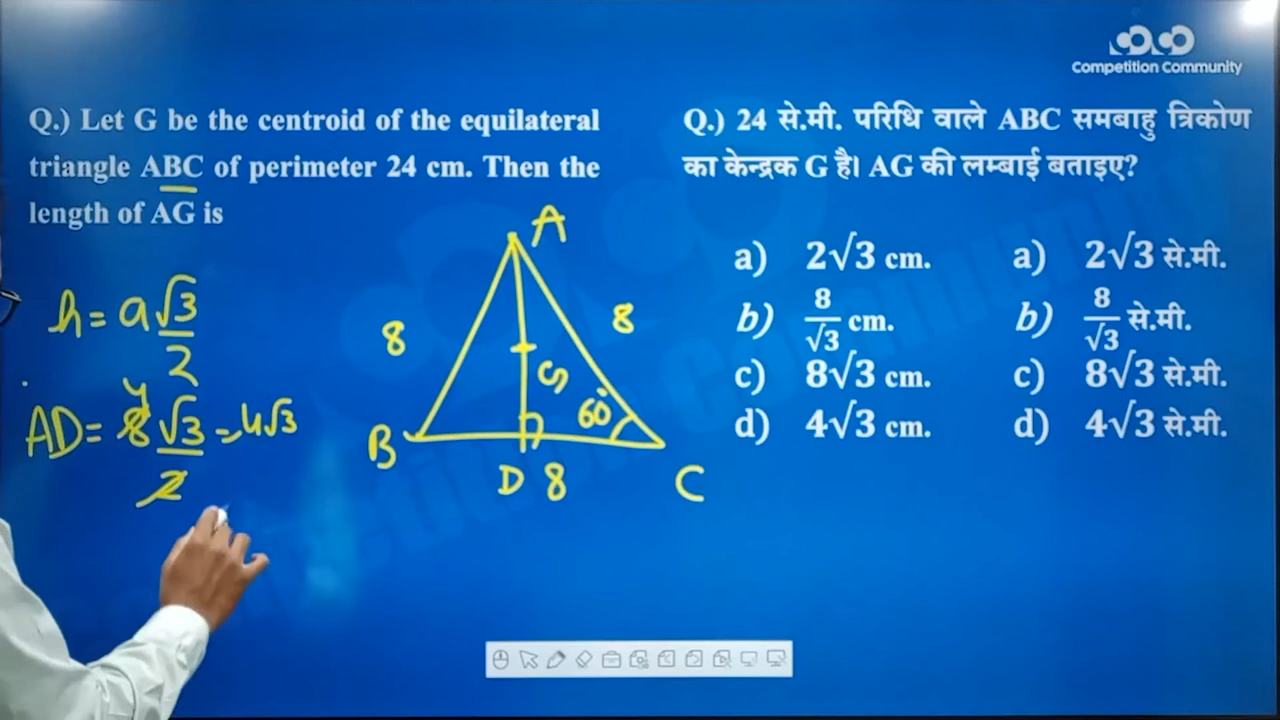 Competition Community
Q.) Let G be the centroid of the equilateral
triangle ABC of perimeter 24 cm. Then the
length of AG is
Q.) 24 से.मी. परिधि वाले ABC समबाहु त्रिकोण
का केन्द्रक G है। AG की लम्बाई बताइए?
a) 2√3 cm.
b) 8/√3 cm.
c) 8√3 cm.
d) 4√3 cm.
a) 2√3 से.मी.
b) 8/√3 से.मी.
c) 8√3 से.मी.
d) 4√3 से.मी.
h = a√3/2
AD = 8√3/2 = 4√3
4
A
8
8
G
60°
B
D
8
C